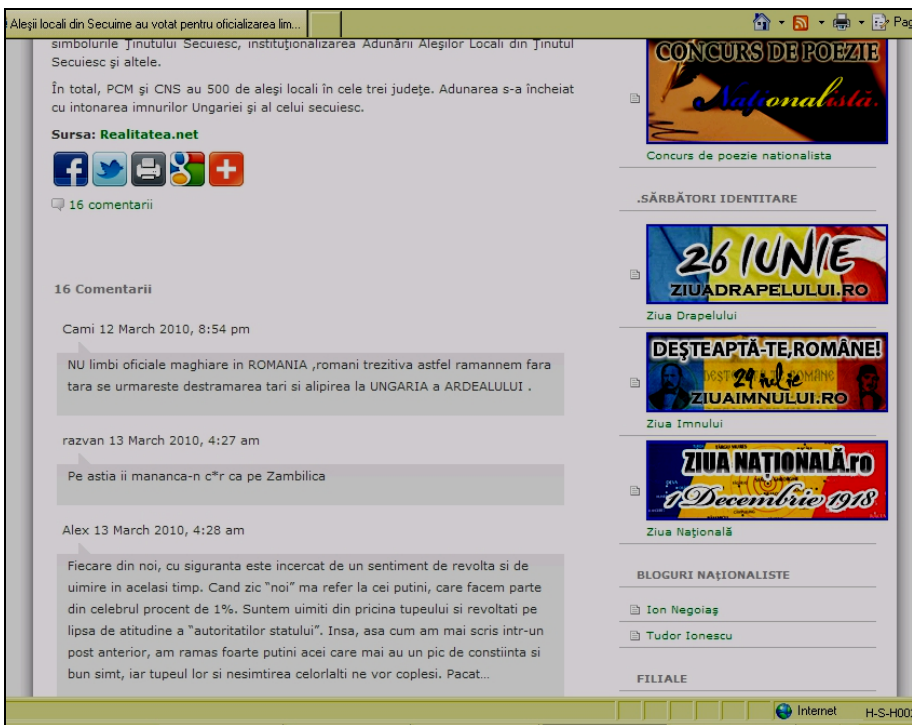 Aleşii locali din Secuime au votat pentru oficializarea lim...
Pag
simbolurile Ţinutului Secuiesc, instituţionalizarea Adunării Aleşilor Locali din Ţinutul
Secuiesc şi altele.
În total, PCM şi CNS au 500 de aleşi locali în cele trei judeţe. Adunarea s-a încheiat
cu intonarea imnurilor Ungariei şi al celui secuiesc.
Sursa: Realitatea.net
16 comentarii
16 Comentarii
Cami 12 March 2010, 8:54 pm
NU limbi oficiale maghiare in ROMANIA ,romani trezitiva astfel ramannem fara
tara se urmareste destramarea tari si alipirea la UNGARIA a ARDEALULUI .
razvan 13 March 2010, 4:27 am
Pe astia ii mananca-n c*r ca pe Zambilica
Alex 13 March 2010, 4:28 am
Fiecare din noi, cu siguranta este incercat de un sentiment de revolta si de
uimire in acelasi timp. Cand zic "noi" ma refer la cei putini, care facem parte
din celebrul procent de 1%. Suntem uimiti din pricina tupeului si revoltati pe
lipsa de atitudine a "autoritatilor statului". Insa, asa cum am mai scris intr-un
post anterior, am ramas foarte putini acei care mai au un pic de constiinta si
bun simt, iar tupeul lor si nesimtirea celorlalti ne vor coplesi. Pacat...
CONCURS DE POEZIE
Naţionalistă.
Concurs de poezie nationalista
.SĂRBĂTORI IDENTITARE
26 IUNIE
ZIUADRAPELULUI.RO
Ziua Drapelului
DEŞTEAPTĂ-TE,ROMÂNE!
29 iulie
ZIUAIMNULUI.RO
Ziua Imnului
ZIUA NAŢIONALĂ.ro
1 Decembrie 1918
Ziua Naţională
BLOGURI NAţIONALISTE
Ion Negoiaş
Tudor Ionescu
FILIALE
Internet
H-S-H00